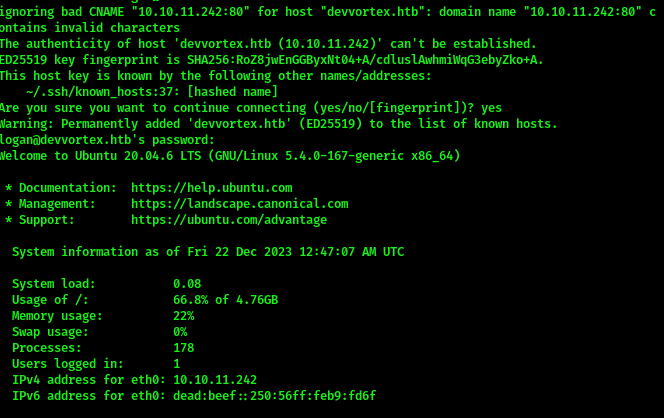 ignoring bad CNAME "10.10.11.242:80" for host "devvortex.htb": domain name "10.10.11.242:80" c
ontains invalid characters
The authenticity of host 'devvortex.htb (10.10.11.242)' can't be established.
ED25519 key fingerprint is SHA256:RoZ8jwEnGGByxNt04+A/cdluslAwhmiWqG3ebyZko+A.
This host key is known by the following other names/addresses:
    ~/.ssh/known_hosts:37: [hashed name]
Are you sure you want to continue connecting (yes/no/[fingerprint])? yes
Warning: Permanently added 'devvortex.htb' (ED25519) to the list of known hosts.
logan@devvortex.htb's password:
Welcome to Ubuntu 20.04.6 LTS (GNU/Linux 5.4.0-167-generic x86_64)
 * Documentation:  https://help.ubuntu.com
 * Management:     https://landscape.canonical.com
 * Support:        https://ubuntu.com/advantage
  System information as of Fri 22 Dec 2023 12:47:07 AM UTC
  System load:           0.08
  Usage of /:            66.8% of 4.76GB
  Memory usage:          22%
  Swap usage:            0%
  Processes:             178
  Users logged in:       1
  IPv4 address for eth0: 10.10.11.242
  IPv6 address for eth0: dead:beef::250:56ff:feb9:fd6f